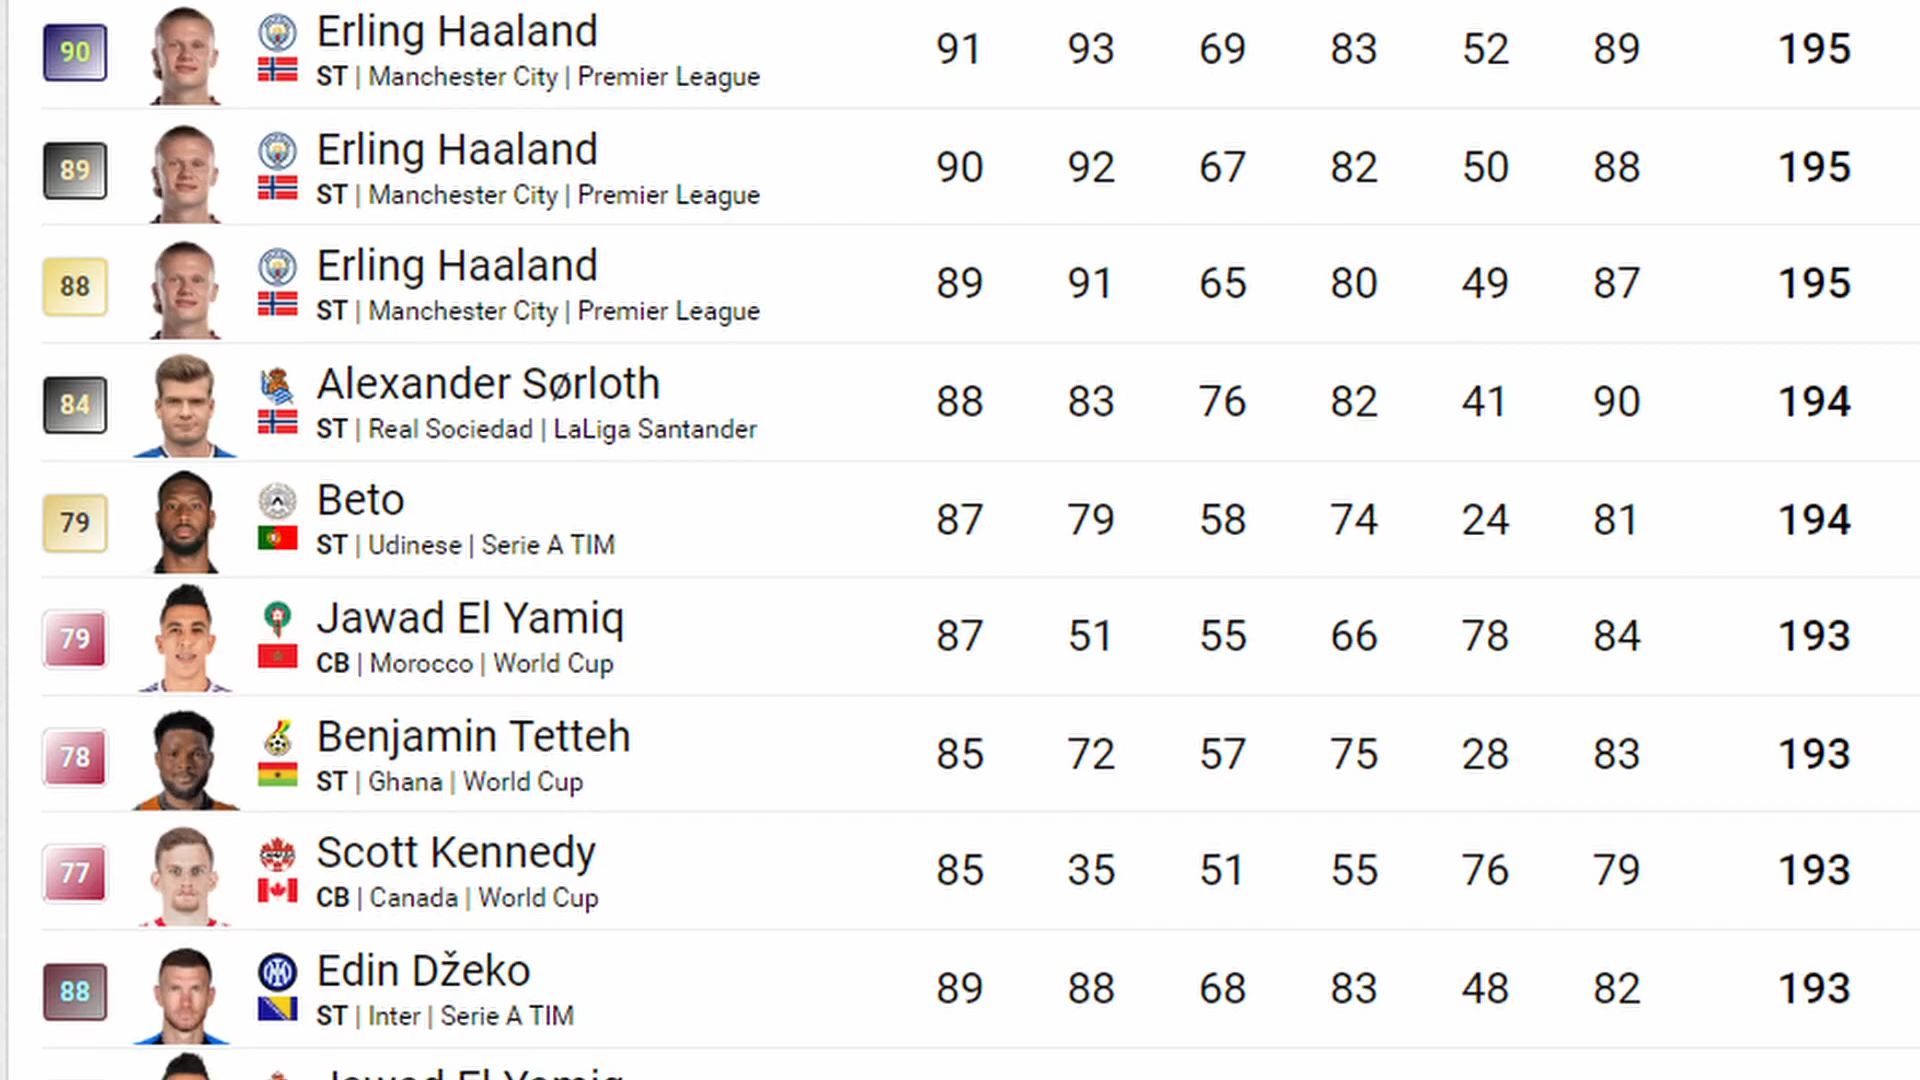 90 Erling Haaland 91 93 69 83 52 89 195
ST | Manchester City | Premier League
89 Erling Haaland 90 92 67 82 50 88 195
ST | Manchester City | Premier League
88 Erling Haaland 89 91 65 80 49 87 195
ST | Manchester City | Premier League
84 Alexander Sørloth 88 83 76 82 41 90 194
ST | Real Sociedad | LaLiga Santander
79 Beto 87 79 58 74 24 81 194
ST | Udinese | Serie A TIM
79 Jawad El Yamiq 87 51 55 66 78 84 193
CB | Morocco | World Cup
78 Benjamin Tetteh 85 72 57 75 28 83 193
ST | Ghana | World Cup
77 Scott Kennedy 85 35 51 55 76 79 193
CB | Canada | World Cup
88 Edin Džeko 89 88 68 83 48 82 193
ST | Inter | Serie A TIM
Jawad El Yamiq